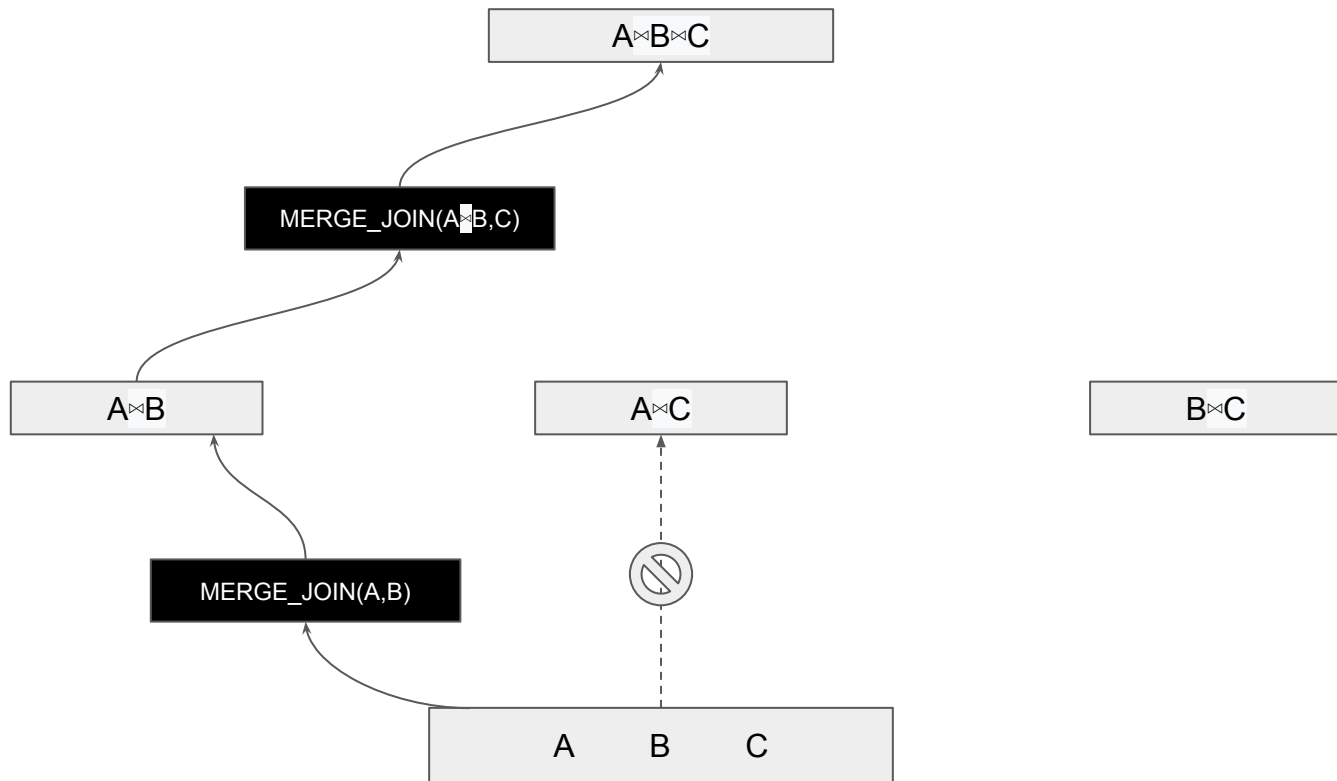 A⋈B⋈C
MERGE_JOIN(A⋈B,C)
A⋈B
A⋈C
B⋈C
MERGE_JOIN(A,B)
A B C